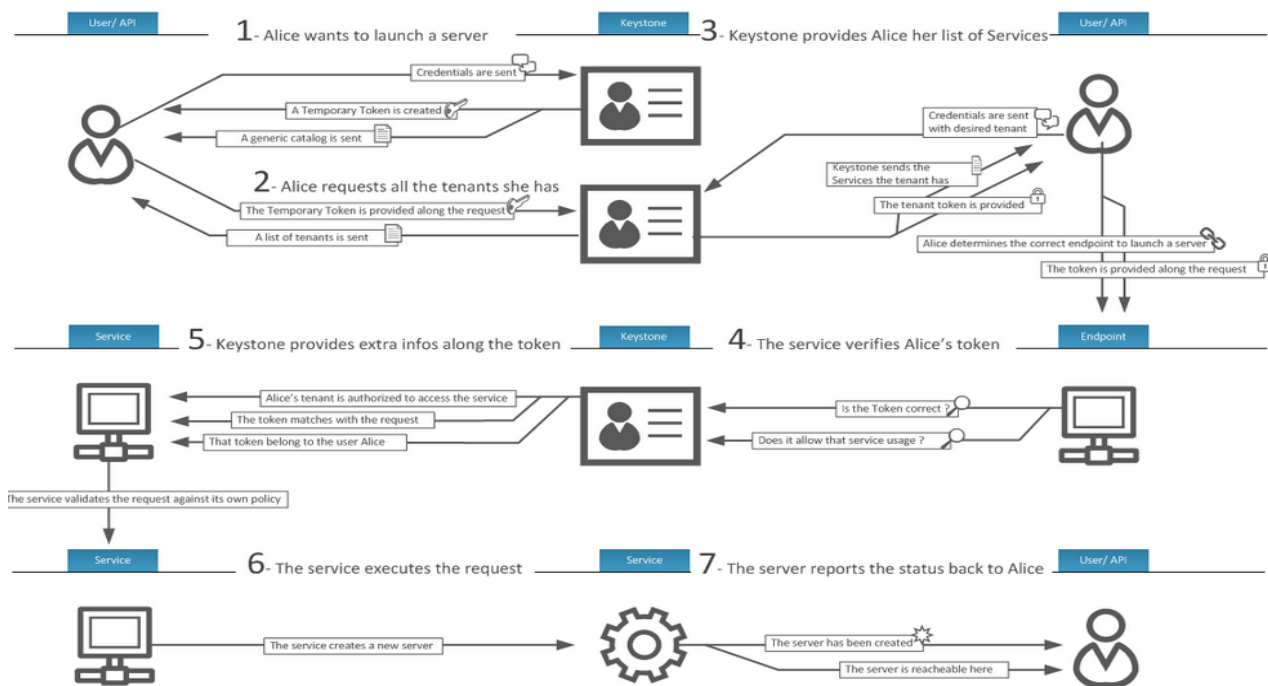 User/ API
1- Alice wants to launch a server
Keystone
3- Keystone provides Alice her list of Services
User/ API
Credentials are sent
A Temporary Token is created
A generic catalog is sent
Credentials are sent
with desired tenant
Keystone sends the
Services the tenant has
The tenant token is provided
2- Alice requests all the tenants she has
The Temporary Token is provided along the request
A list of tenants is sent
Alice determines the correct endpoint to launch a server
The token is provided along the request
Service
5- Keystone provides extra infos along the token
Keystone
4- The service verifies Alice's token
Endpoint
Alice's tenant is authorized to access the service
The token matches with the request
That token belong to the user Alice
Is the Token correct ?
Does it allow that service usage ?
The service validates the request against its own policy
Service
6- The service executes the request
Service
7- The server reports the status back to Alice
User/ API
The service creates a new server
The server has been created
The server is reacheable here